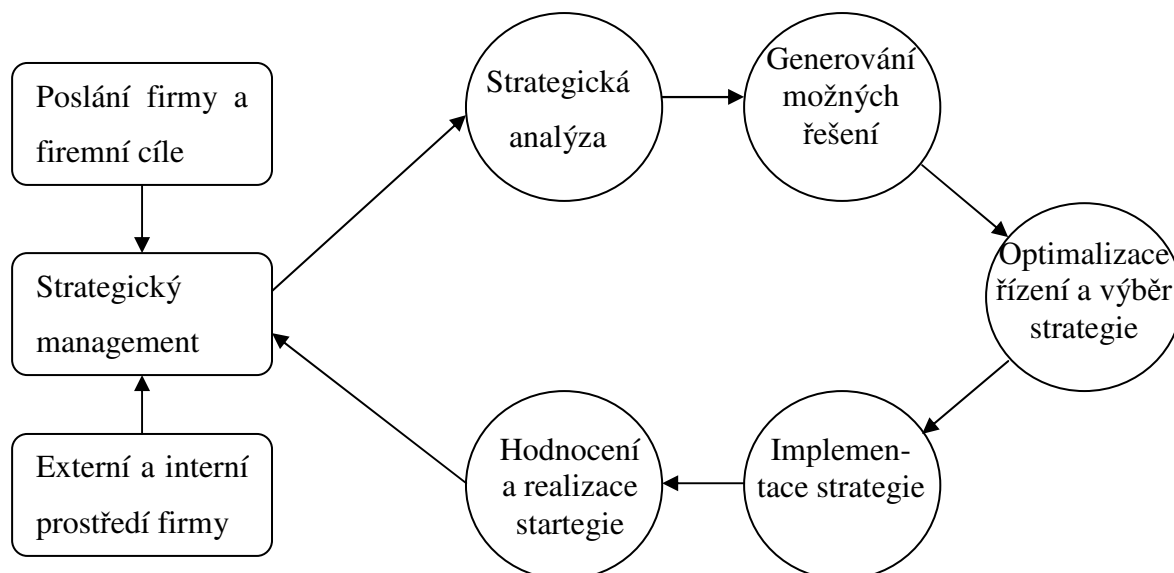 Poslání firmy a
firemní cíle
Strategický
management
Externí a interní
prostředí firmy
Strategická
analýza
Generování
možných
řešení
Optimalizace
řízení a výběr
strategie
Implemen-
tace strategie
Hodnocení
a realizace
startegie